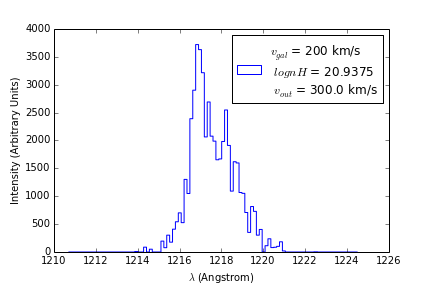 4000
3500
3000
2500
2000
1500
1000
500
0
Intensity (Arbitrary Units)
v_gal = 200 km/s
lognH = 20.9375
v_out = 300.0 km/s
1210 1212 1214 1216 1218 1220 1222 1224 1226
λ (Angstrom)